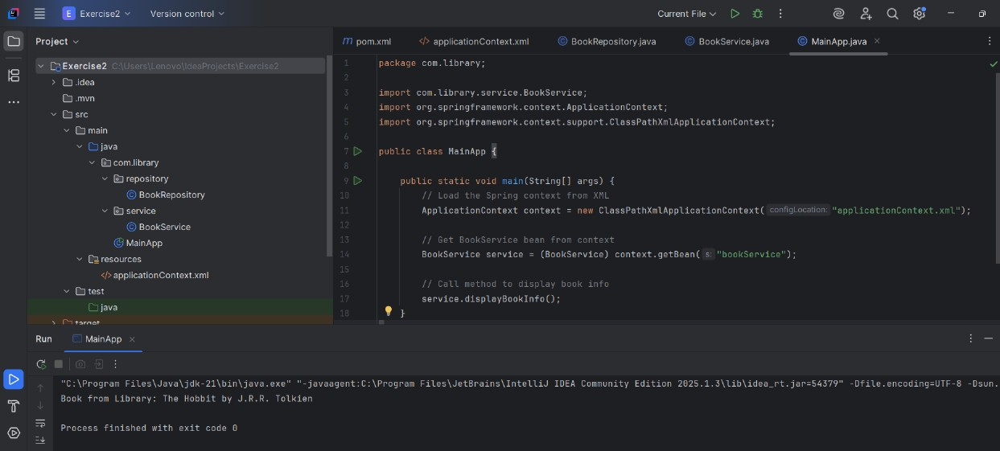 E Exercise2 Version control Current File
Project
Exercise2 C:\Users\Lenovo\IdeaProjects\Exercise2
.idea
.mvn
src
main
java
com.library
repository
BookRepository
service
BookService
MainApp
resources
</> applicationContext.xml
test
java
target
m pom.xml </> applicationContext.xml © BookRepository.java © BookService.java © MainApp.java ×
1 package com.library;
2
3 import com.library.service.BookService;
4 import org.springframework.context.ApplicationContext;
5 import org.springframework.context.support.ClassPathXmlApplicationContext;
6
7 public class MainApp {
8
9 public static void main(String[] args) {
10 // Load the Spring context from XML
11 ApplicationContext context = new ClassPathXmlApplicationContext( configLocation: "applicationContext.xml");
12
13 // Get BookService bean from context
14 BookService service = (BookService) context.getBean( s: "bookService");
15
16 // Call method to display book info
17 service.displayBookInfo();
18 }
Run MainApp ×
"C:\Program Files\Java\jdk-21\bin\java.exe" "-javaagent:C:\Program Files\JetBrains\IntelliJ IDEA Community Edition 2025.1.3\lib\idea_rt.jar=54379" -Dfile.encoding=UTF-8 -Dsun.
Book from Library: The Hobbit by J.R.R. Tolkien
Process finished with exit code 0